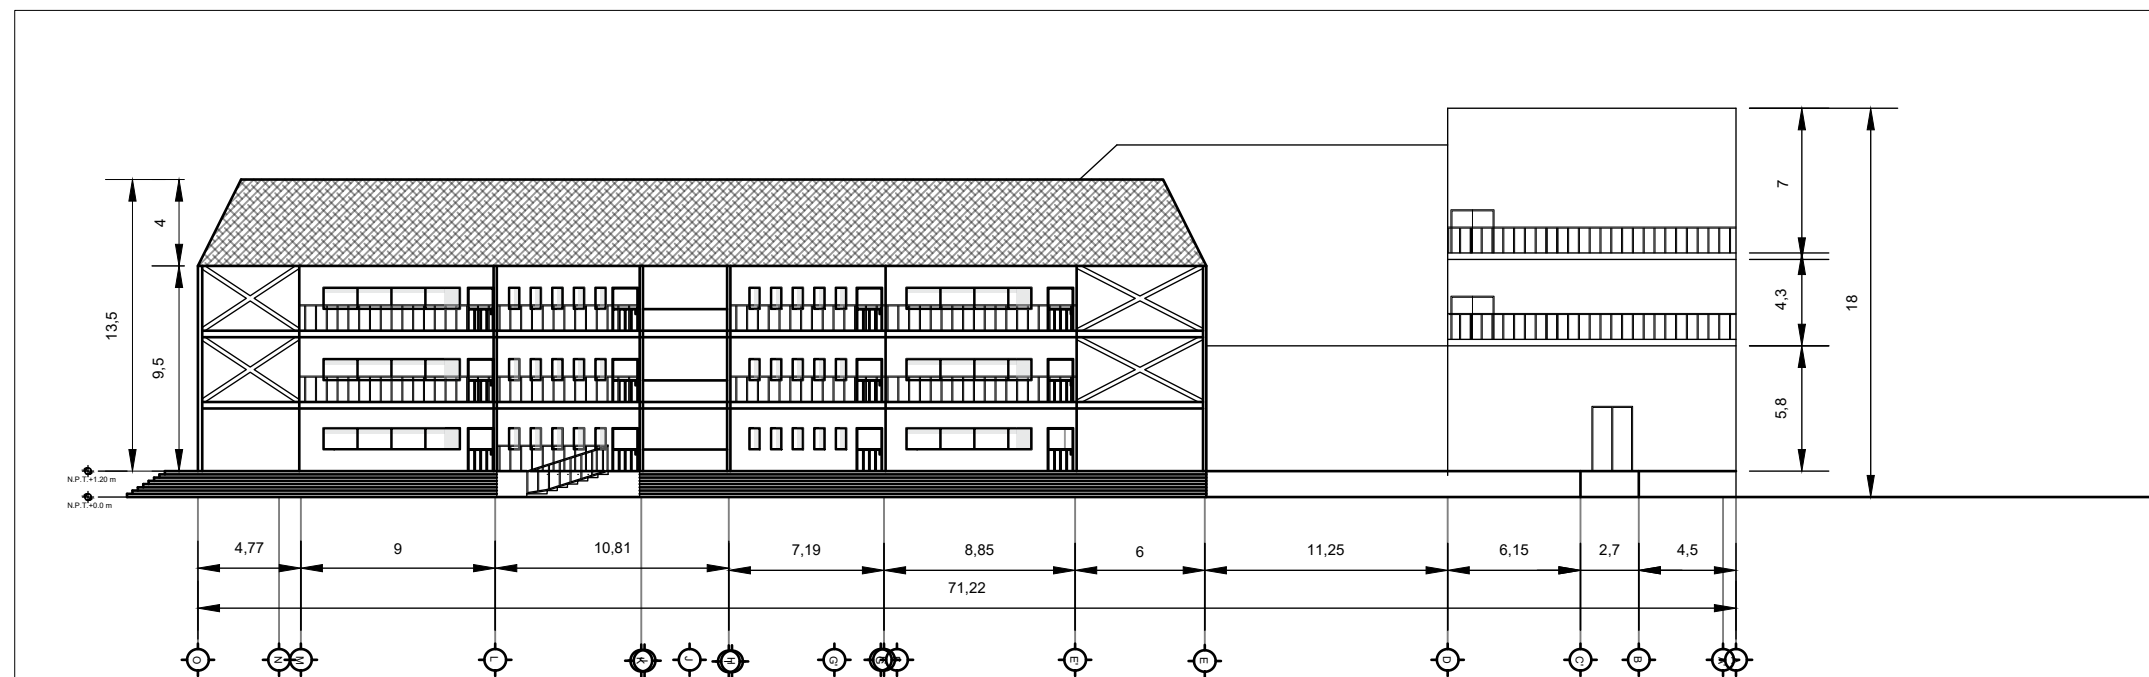 7
4
4,3
18
13,5
9,5
5,8
N.P.T.+1.20 m
N.P.T.+0.0 m
4,77
9
10,81
7,19
8,85
6
11,25
6,15
2,7
4,5
71,22
O
N
M
L
K
J
H
G'
E'
E
D
C'
B